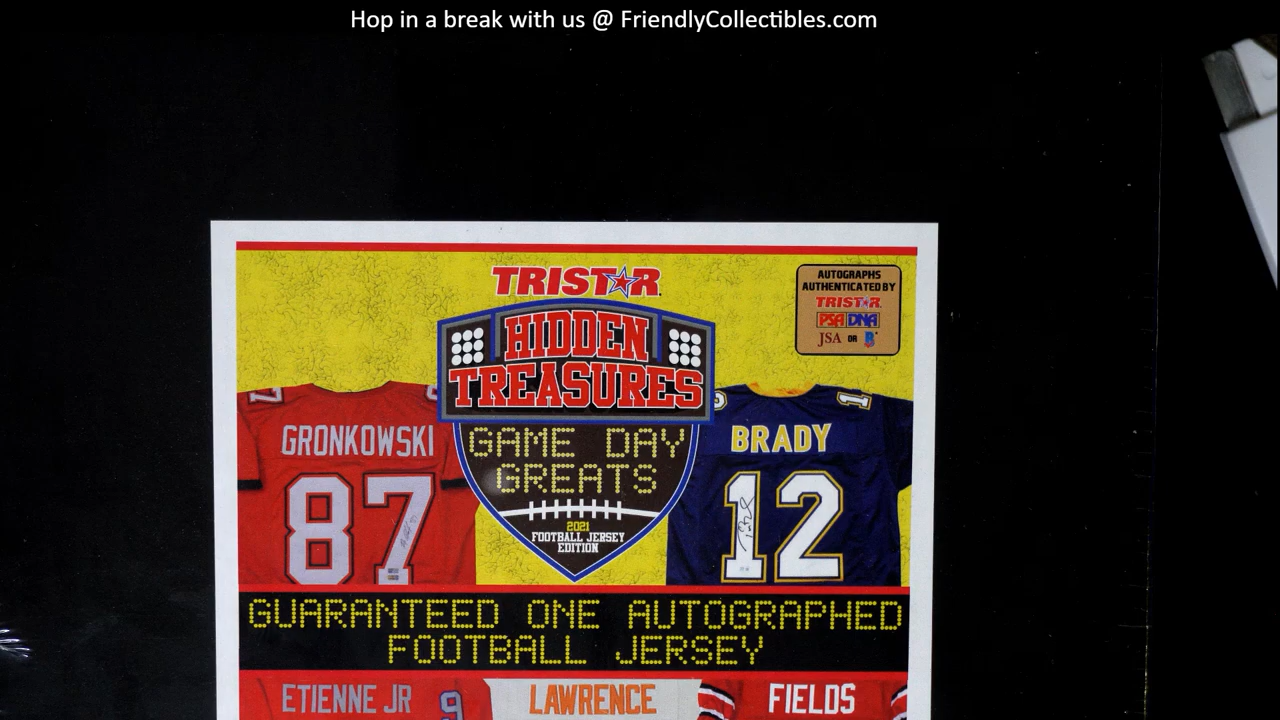 Hop in a break with us @ FriendlyCollectibles.com
TRISTAR
AUTOGRAPHS
AUTHENTICATED BY
TRISTAR
PSA DNA
JSA OR B
HIDDEN
TREASURES
GAME DAY
GREATS
2021
FOOTBALL JERSEY
EDITION
GRONKOWSKI
87
BRADY
12
GUARANTEED ONE AUTOGRAPHED
FOOTBALL JERSEY
ETIENNE JR
9
LAWRENCE
FIELDS